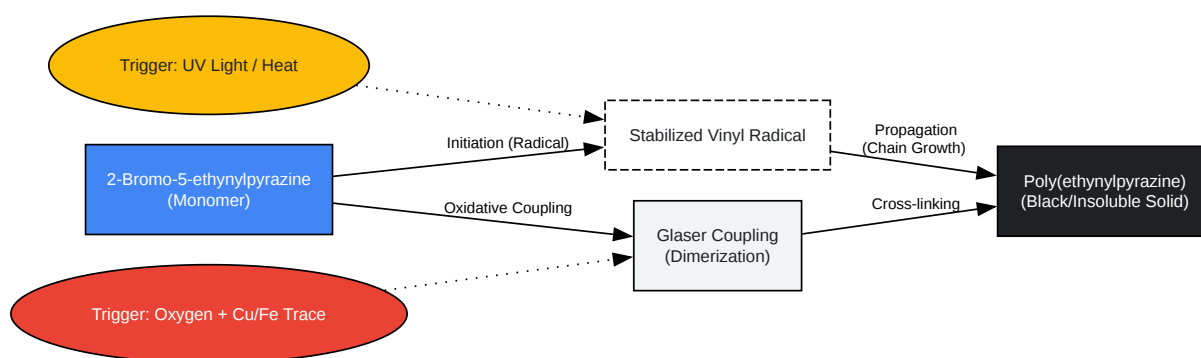 Trigger: UV Light / Heat
2-Bromo-5-ethynylpyrazine
(Monomer)
Trigger: Oxygen + Cu/Fe Trace
Initiation (Radical)
Oxidative Coupling
Stabilized Vinyl Radical
Glaser Coupling
(Dimerization)
Propagation
(Chain Growth)
Cross-linking
Poly(ethynylpyrazine)
(Black/Insoluble Solid)